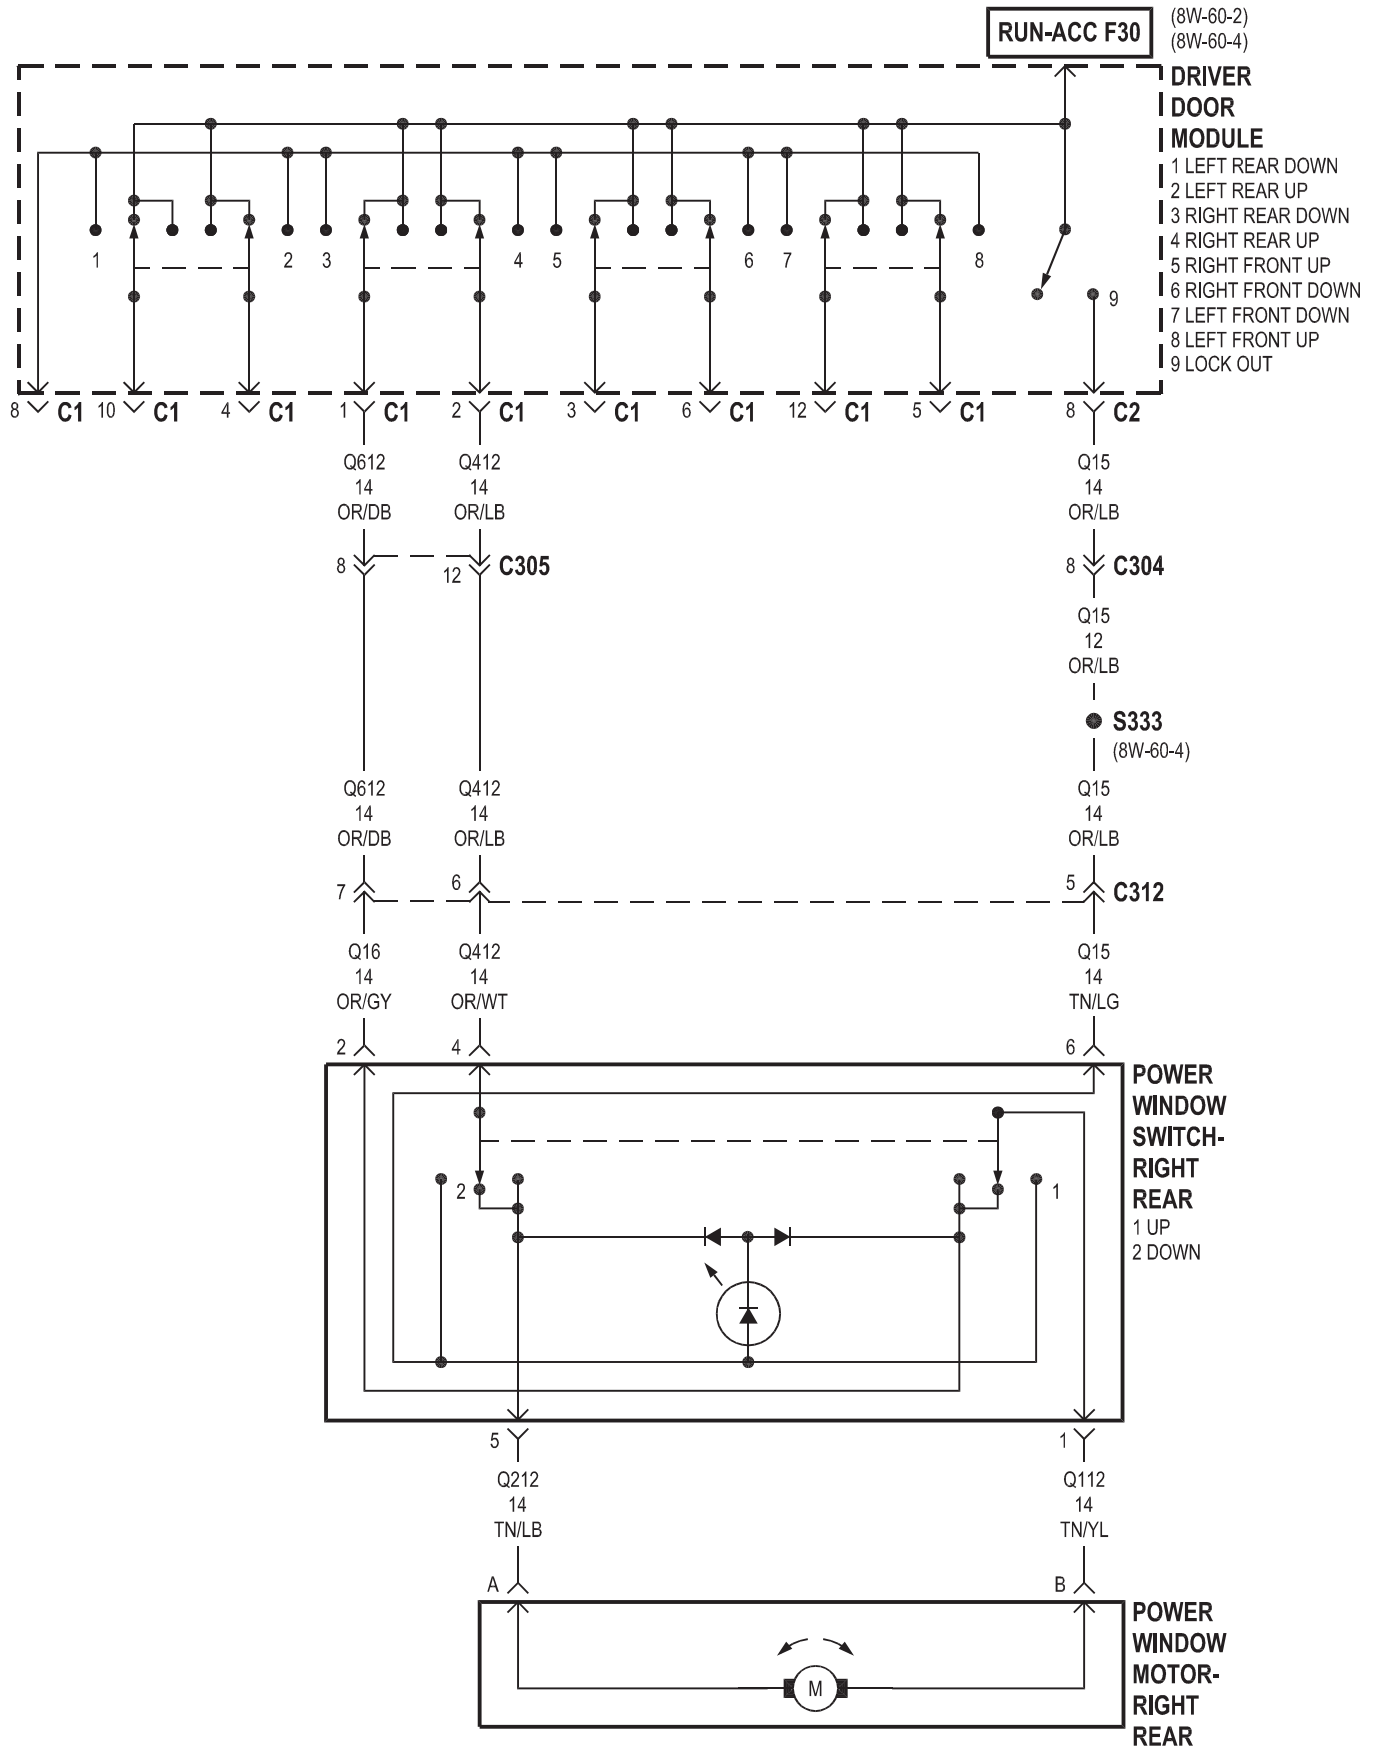 RUN-ACC F30
(8W-60-2)
(8W-60-4)
DRIVER
DOOR
MODULE
1 LEFT REAR DOWN
2 LEFT REAR UP
3 RIGHT REAR DOWN
4 RIGHT REAR UP
5 RIGHT FRONT UP
6 RIGHT FRONT DOWN
7 LEFT FRONT DOWN
8 LEFT FRONT UP
9 LOCK OUT
1 2 3 4 5 6 7 8
9
8 C1 10 C1 4 C1 1 C1 2 C1 3 C1 6 C1 12 C1 5 C1 8 C2
Q612 Q412 Q15
14 14 14
OR/DB OR/LB OR/LB
8 12 C305 8 C304
Q15
12
OR/LB
S333
(8W-60-4)
Q612 Q412 Q15
14 14 14
OR/DB OR/LB OR/LB
7 6 5 C312
Q16 Q412 Q15
14 14 14
OR/GY OR/WT TN/LG
2 4 6
POWER
WINDOW
SWITCH-
RIGHT
REAR
1 UP
2 DOWN
2 1
5 1
Q212 Q112
14 14
TN/LB TN/YL
A B
POWER
WINDOW
MOTOR-
RIGHT
REAR
M